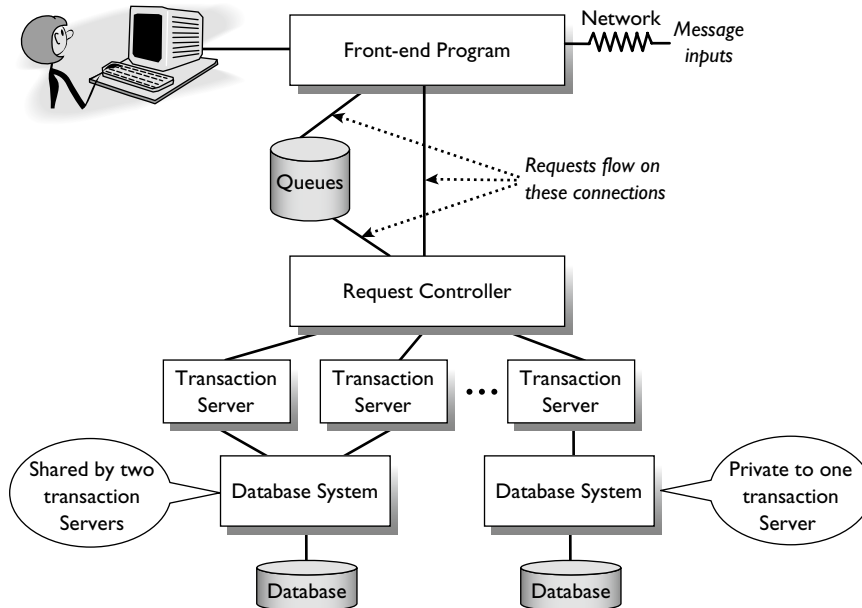 Network
Front-end Program
Message
inputs
Queues
Requests flow on
these connections
Request Controller
Transaction
Server
Transaction
Server
Transaction
Server
Shared by two
transaction
Servers
Database System
Database System
Private to one
transaction
Server
Database
Database